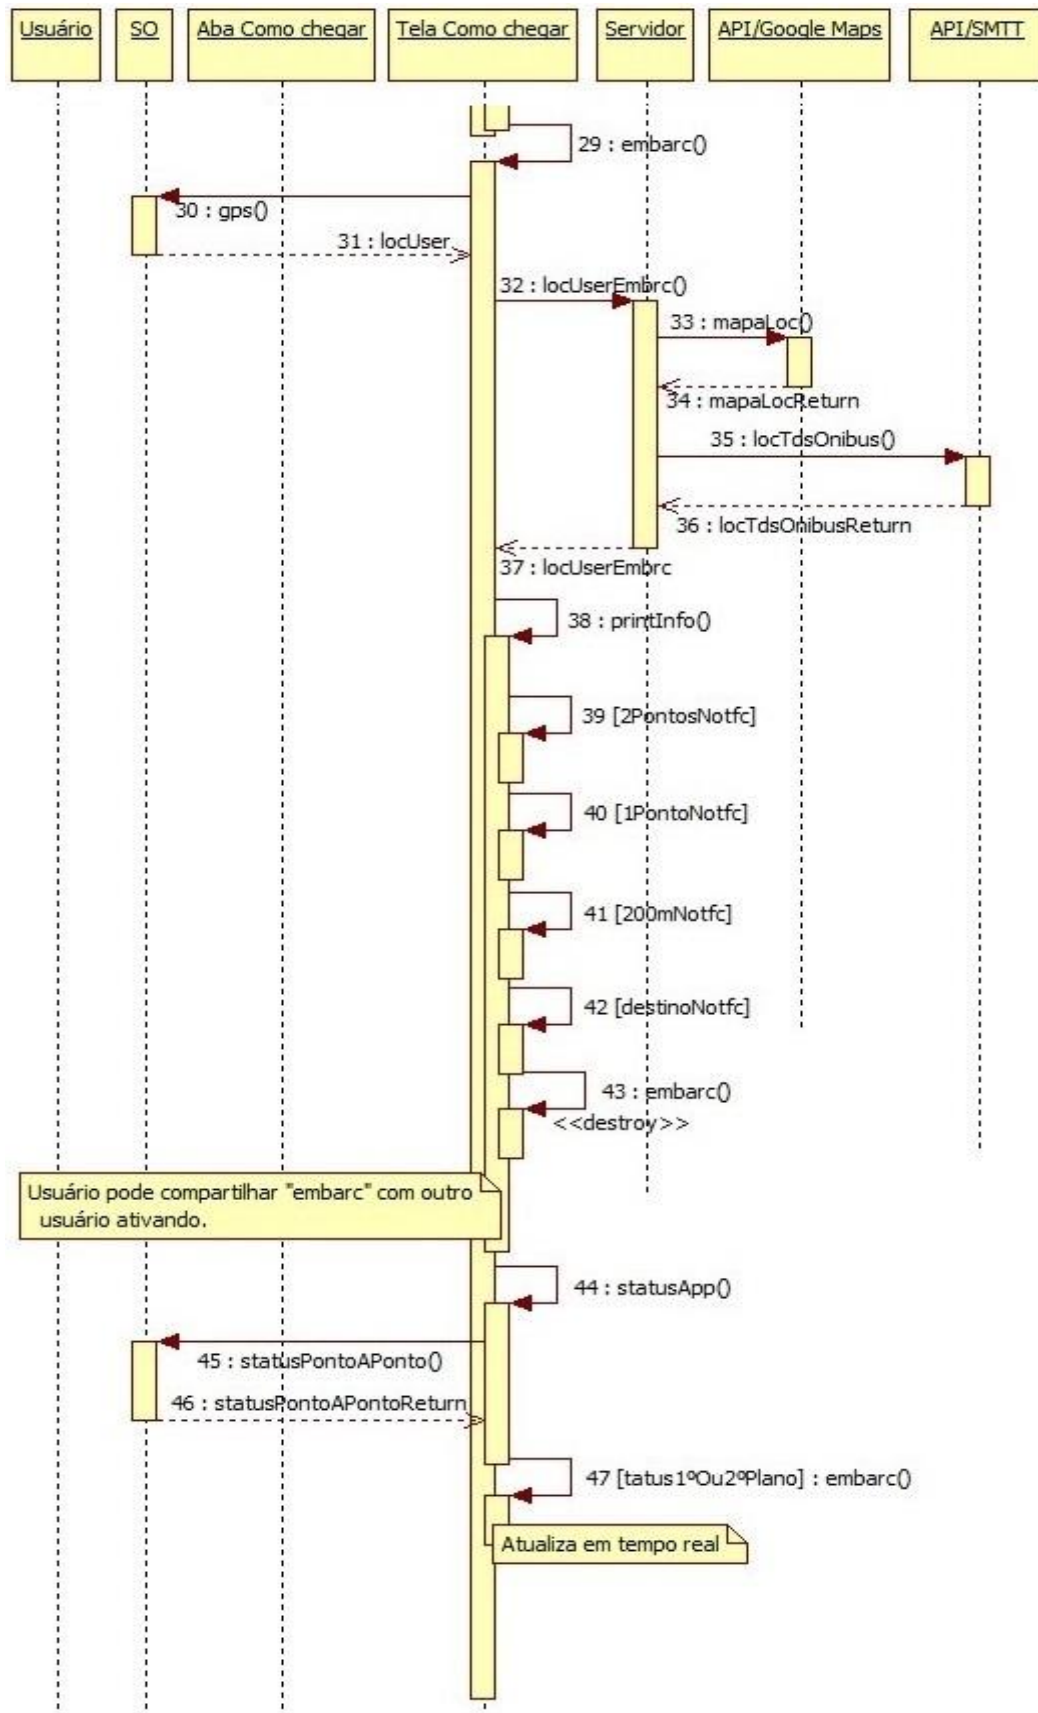 Usuário
SO
Aba Como chegar
Tela Como chegar
Servidor
API/Google Maps
API/SMTT
29 : embarc()
30 : gps()
31 : locUser
32 : locUserEmbrc()
33 : mapaLoc()
34 : mapaLocReturn
35 : locTdsOnibus()
36 : locTdsOnibusReturn
37 : locUserEmbrc
38 : printInfo()
39 [2PontosNotfc]
40 [1PontoNotfc]
41 [200mNotfc]
42 [destinoNotfc]
43 : embarc()
<<destroy>>
Usuário pode compartilhar "embarc" com outro
usuário ativando.
44 : statusApp()
45 : statusPontoAPonto()
46 : statusPontoAPontoReturn
47 [tatus1ºOu2ºPlano] : embarc()
Atualiza em tempo real